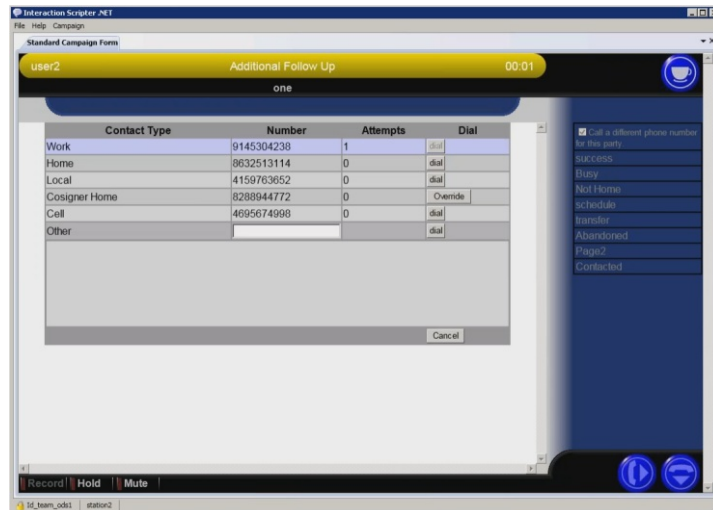 Interaction Scripter .NET
File Help Campaign
Standard Campaign Form
user2 Additional Follow Up 00:01
one
Contact Type Number Attempts Dial
Work 9145304238 1 dial
Home 8632513114 0 dial
Local 4159763652 0 dial
Cosigner Home 8288944772 0 Override
Cell 4695674998 0 dial
Other dial
Cancel
Call a different phone number
for this party
success
Busy
Not Home
schedule
transfer
Abandoned
Page2
Contacted
Record Hold Mute
ld_team_ods1 station2